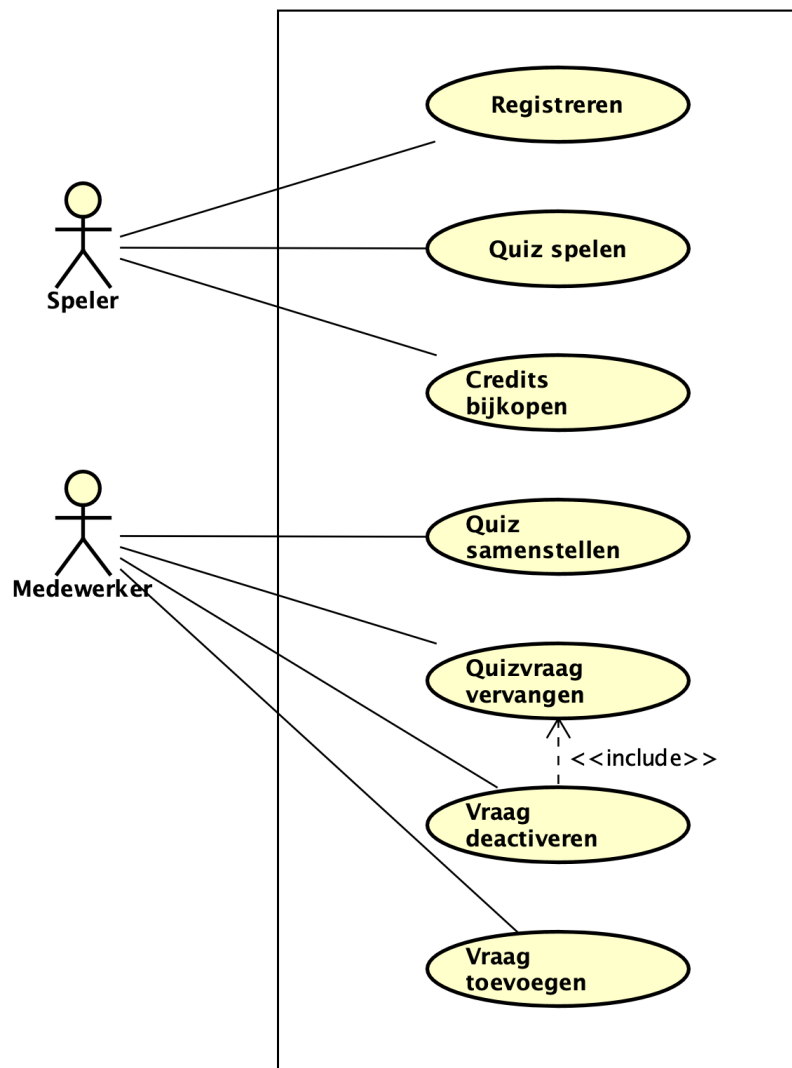 Registreren
Quiz spelen
Speler
Credits
bijkopen
Quiz
samenstellen
Medewerker
Quizvraag
vervangen
<<include>>
Vraag
deactiveren
Vraag
toevoegen